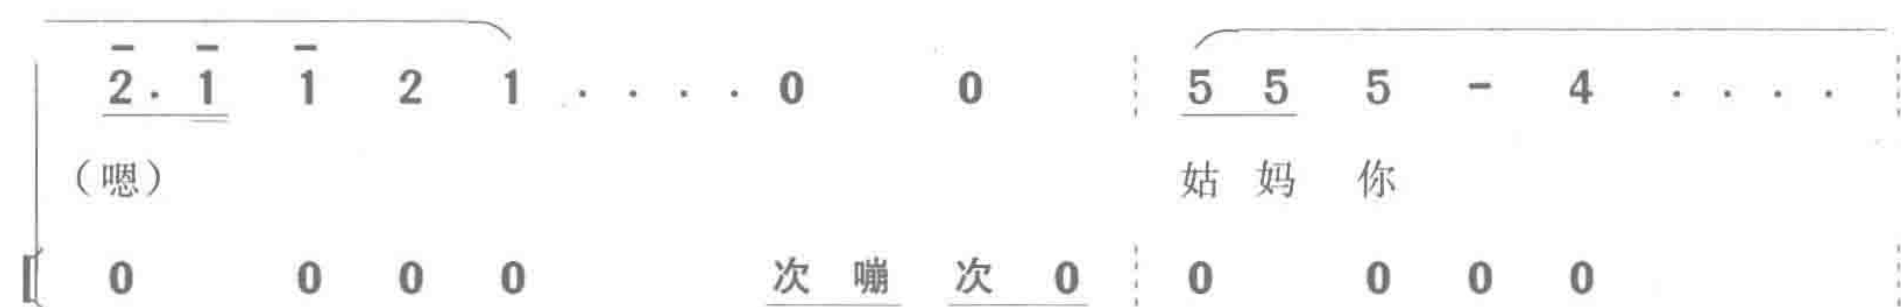 2. 1 1 2 1 . . . . 0 0 5 5 5 - 4 . . . .
(嗯) 姑 妈 你
0 0 0 0 次 嘣 次 0 0 0 0 0